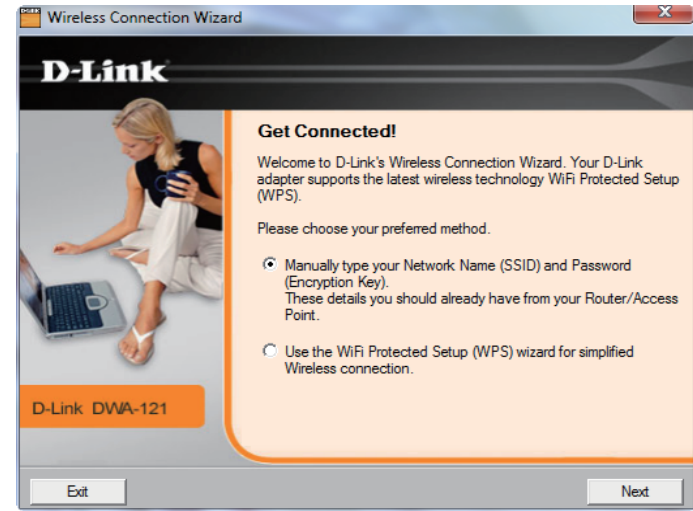 Wireless Connection Wizard
D-Link
Get Connected!
Welcome to D-Link's Wireless Connection Wizard. Your D-Link
adapter supports the latest wireless technology WiFi Protected Setup
(WPS).
Please choose your preferred method.
Manually type your Network Name (SSID) and Password
(Encryption Key).
These details you should already have from your Router/Access
Point.
Use the WiFi Protected Setup (WPS) wizard for simplified
Wireless connection.
D-Link DWA-121
Exit
Next